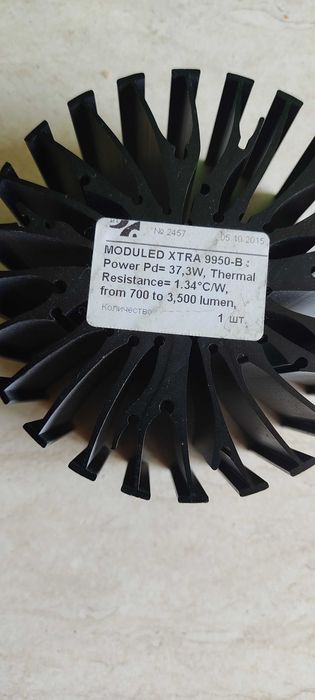 № 2457 05.10.2015
MODULED XTRA 9950-B :
Power Pd= 37,3W, Thermal
Resistance= 1.34°C/W,
from 700 to 3,500 lumen,
Количество 1 шт.